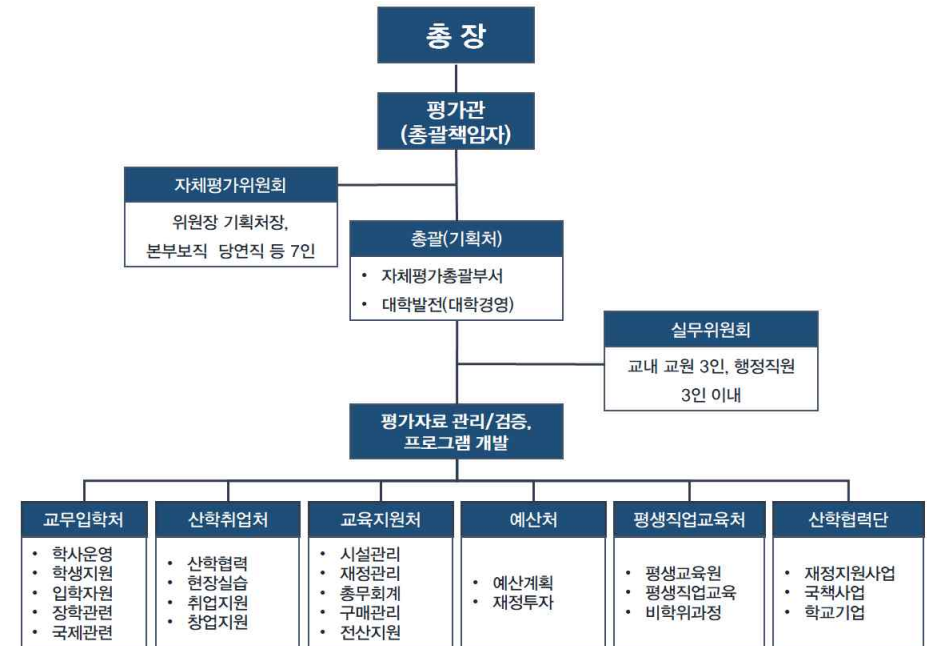 총 장
평가관
(총괄책임자)
자체평가위원회
위원장 기획처장,
본부보직 당연직 등 7인
총괄(기획처)
• 자체평가총괄부서
• 대학발전(대학경영)
실무위원회
교내 교원 3인, 행정직원
3인 이내
평가자료 관리/검증,
프로그램 개발
교무입학처
• 학사운영
• 학생지원
• 입학지원
• 장학관련
• 국제관련
산학취업처
• 산학협력
• 현장실습
• 취업지원
• 창업지원
교육지원처
• 시설관리
• 재정관리
• 총무회계
• 구매관리
• 전산지원
예산처
• 예산계획
• 재정투자
평생직업교육처
• 평생교육원
• 평생직업교육
• 비학위과정
산학협력단
• 재정지원사업
• 국책사업
• 학교기업